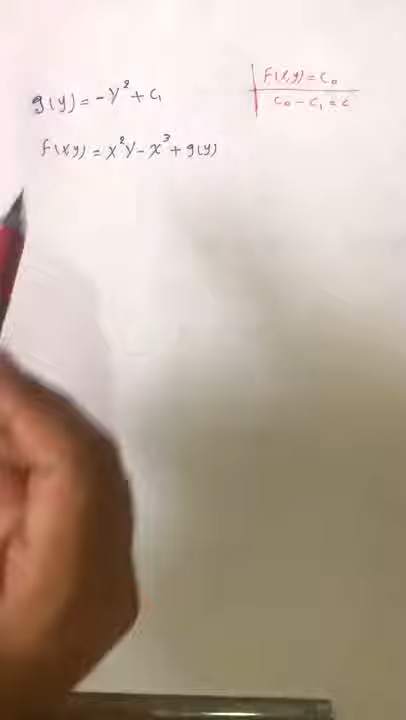 g(y) = -y² + C₁
f(x,y) = x²y - x³ + g(y)
F(x,y) = C₀
C₀ - C₁ = C